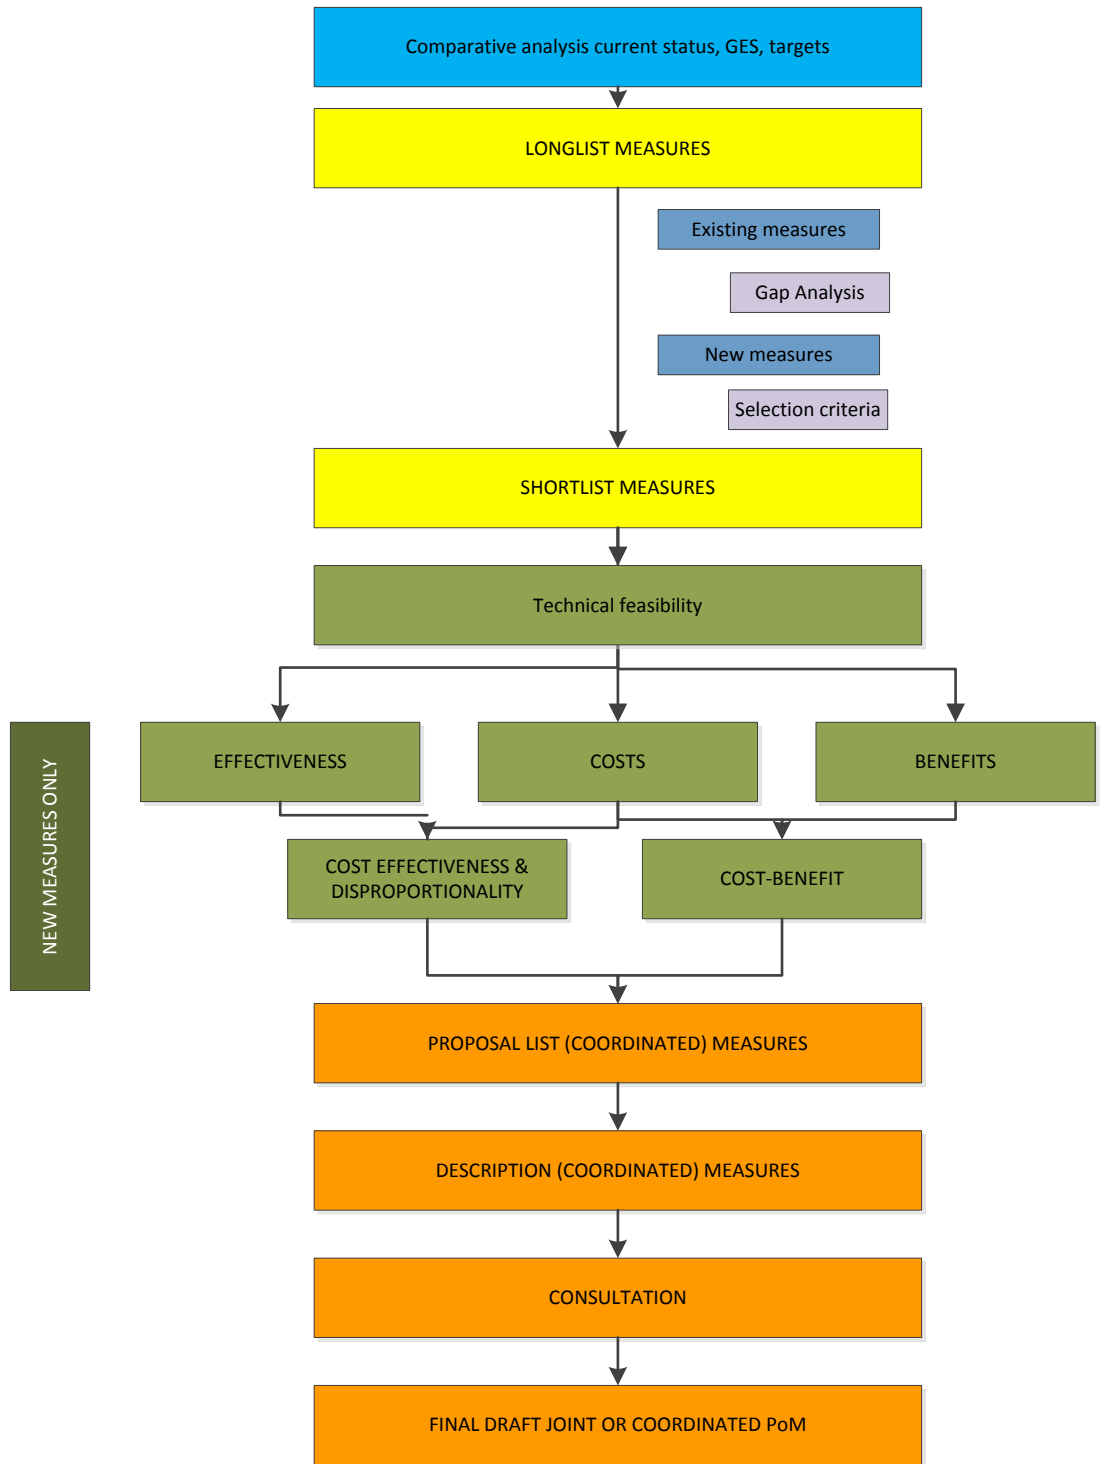 Comparative analysis current status, GES, targets
LONGLIST MEASURES
Existing measures
Gap Analysis
New measures
Selection criteria
SHORTLIST MEASURES
Technical feasibility
NEW MEASURES ONLY
EFFECTIVENESS
COSTS
BENEFITS
COST EFFECTIVENESS &
DISPROPORTIONALITY
COST-BENEFIT
PROPOSAL LIST (COORDINATED) MEASURES
DESCRIPTION (COORDINATED) MEASURES
CONSULTATION
FINAL DRAFT JOINT OR COORDINATED PoM